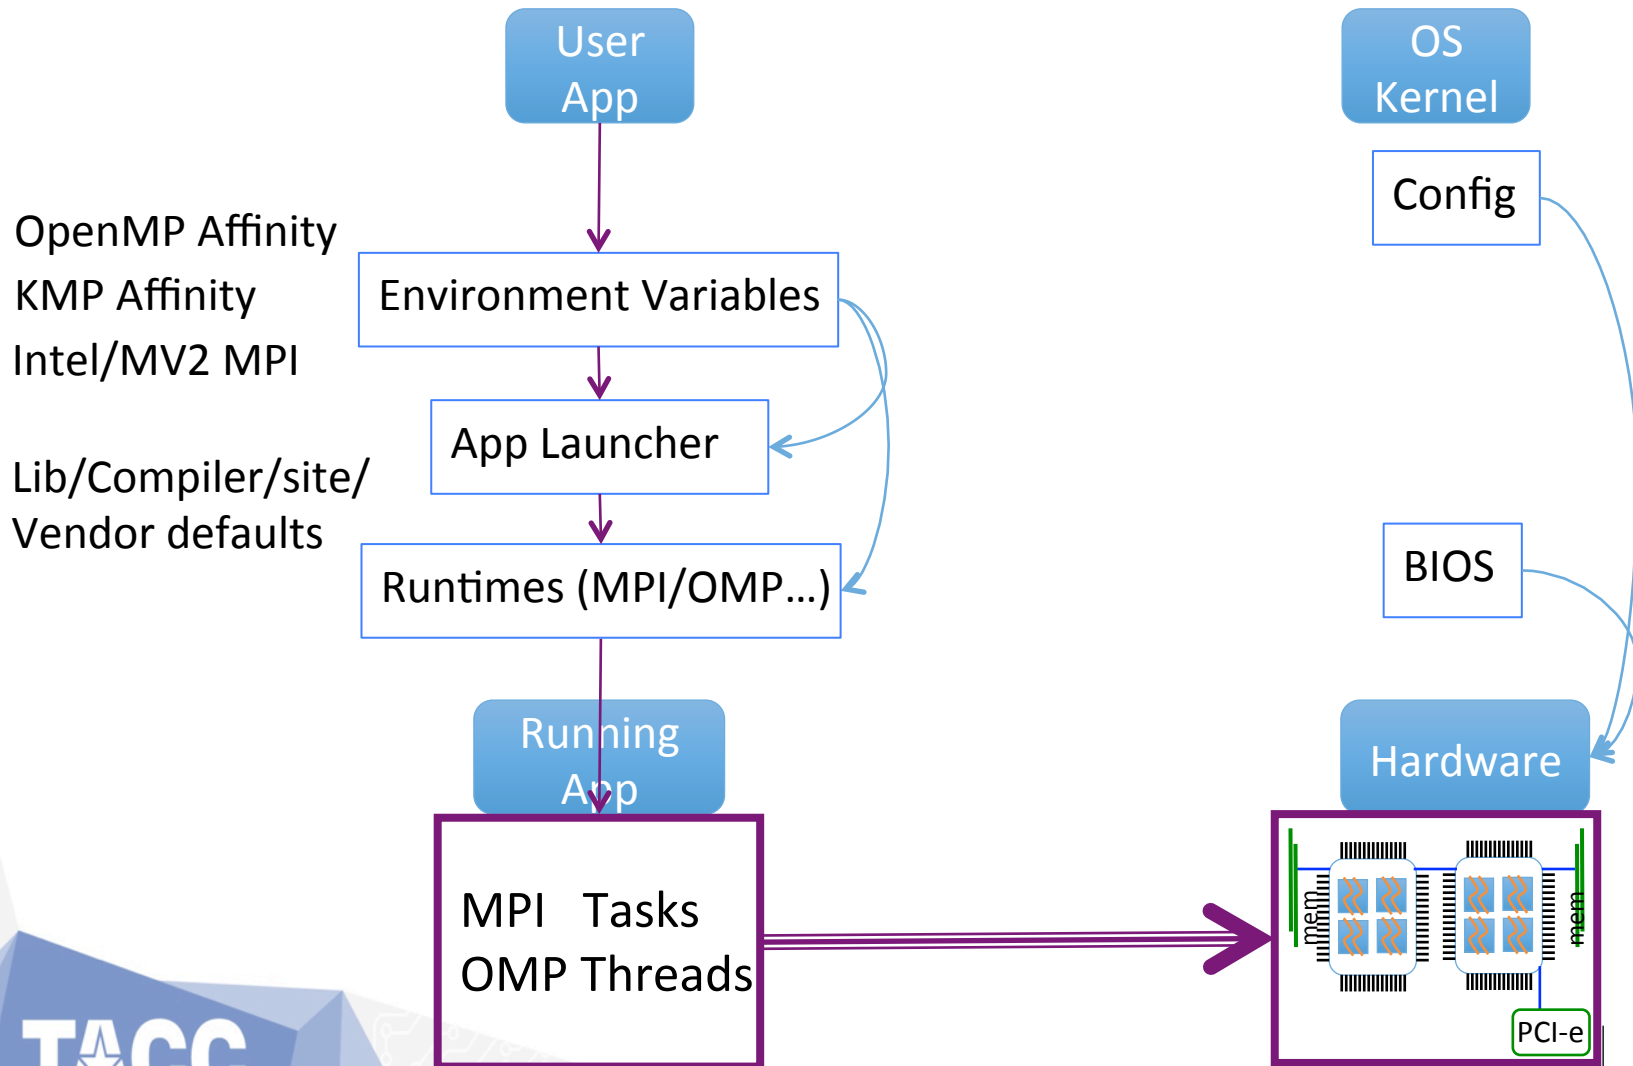 User
App
OS
Kernel
Config
OpenMP Affinity
KMP Affinity
Intel/MV2 MPI
Environment Variables
App Launcher
Lib/Compiler/site/
Vendor defaults
Runtimes (MPI/OMP...)
BIOS
Running
App
Hardware
MPI Tasks
OMP Threads
mem
mem
PCI-e
TACC